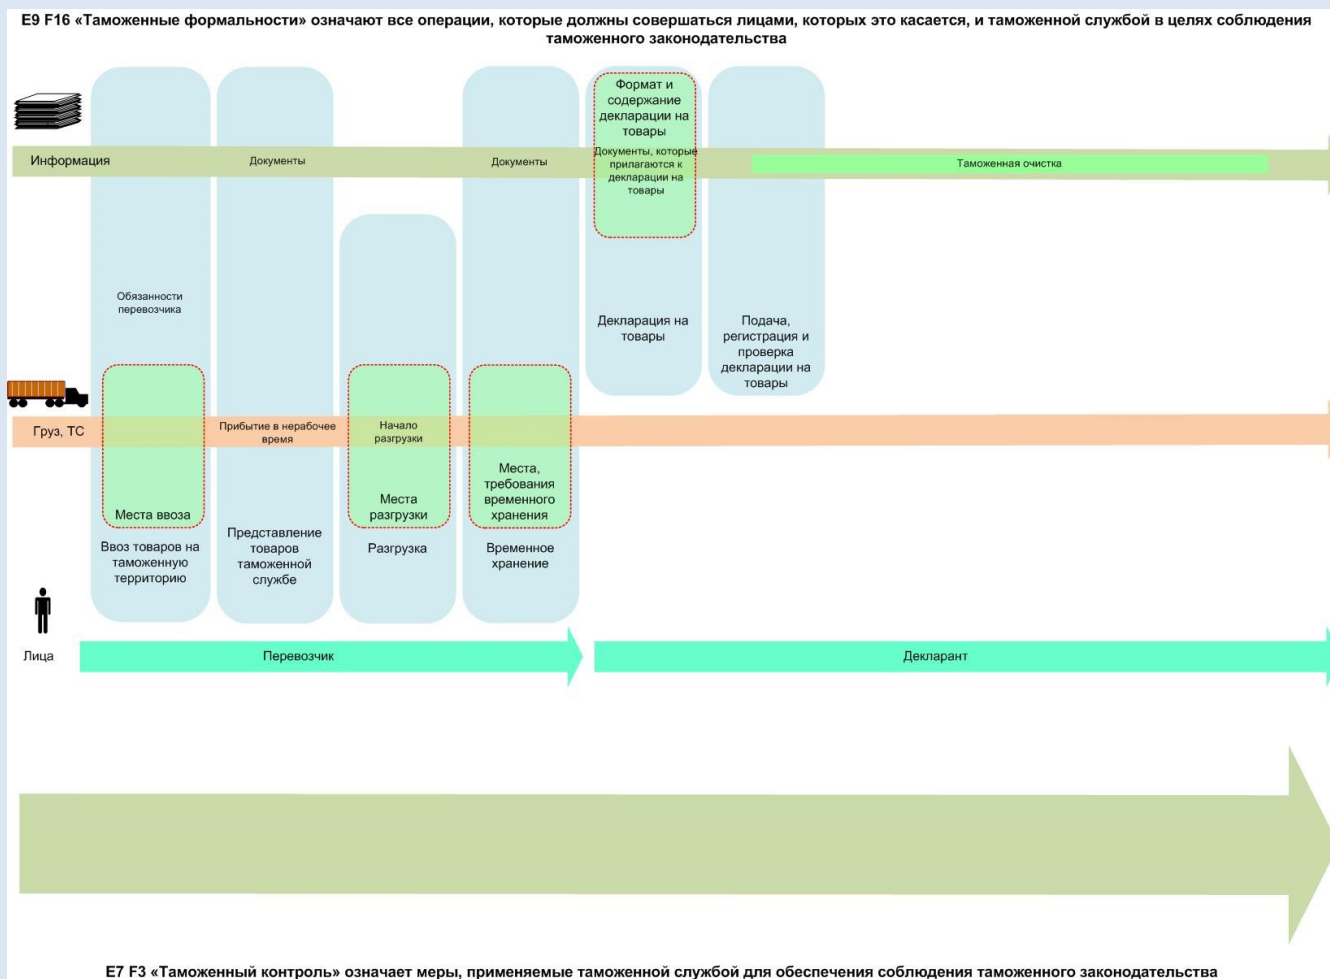 E9 F16 «Таможенные формальности» означают все операции, которые должны совершаться лицами, которых это касается, и таможенной службой в целях соблюдения
таможенного законодательства
Формат и
содержание
декларации на
товары
Информация
Документы
Документы
Документы, которые
прилагаются к
декларации на
товары
Таможенная очистка
Обязанности
перевозчика
Декларация на
товары
Подача,
регистрация и
проверка
декларации на
товары
Груз, ТС
Прибытие в нерабочее
время
Начало
разгрузки
Места ввоза
Места
разгрузки
Места,
требования
временного
хранения
Ввоз товаров на
таможенную
территорию
Представление
товаров
таможенной
службе
Разгрузка
Временное
хранение
Лица
Перевозчик
Декларант
E7 F3 «Таможенный контроль» означает меры, применяемые таможенной службой для обеспечения соблюдения таможенного законодательства